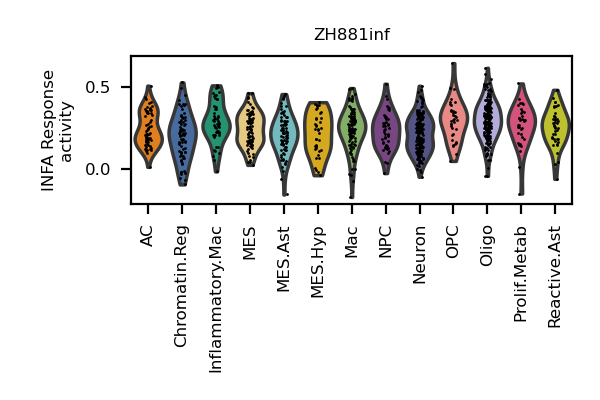 ZH881inf
INFA Response
activity
0.5
0.0
AC
Chromatin.Reg
Inflammatory.Mac
MES
MES.Ast
MES.Hyp
Mac
NPC
Neuron
OPC
Oligo
Prolif.Metab
Reactive.Ast